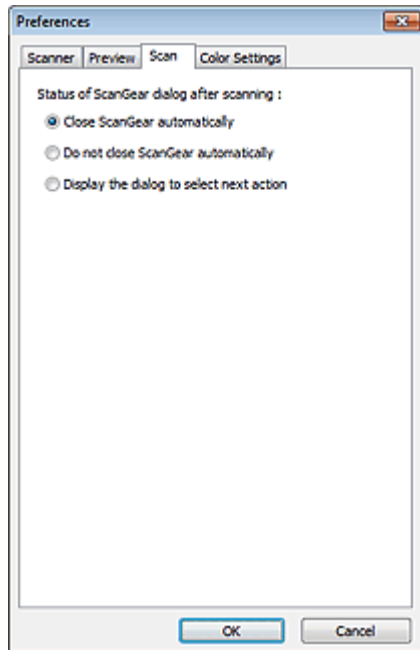 Preferences
Scanner Preview Scan Color Settings
Status of ScanGear dialog after scanning :
Close ScanGear automatically
Do not close ScanGear automatically
Display the dialog to select next action
OK Cancel